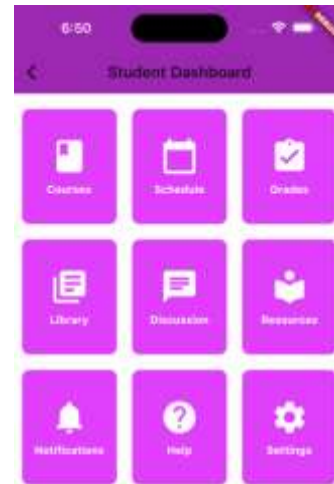 6:50
Student Dashboard
Courses
Schedule
Grades
Library
Discussion
Resources
Notifications
Help
Settings